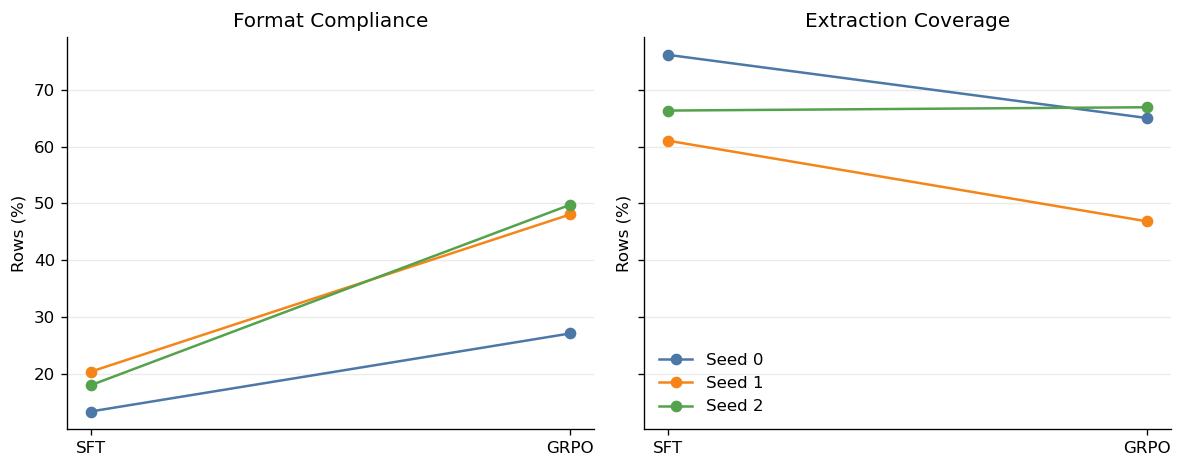 Format Compliance
Rows (%)
70
60
50
40
30
20
SFT
GRPO
Extraction Coverage
Rows (%)
Seed 0
Seed 1
Seed 2
SFT
GRPO